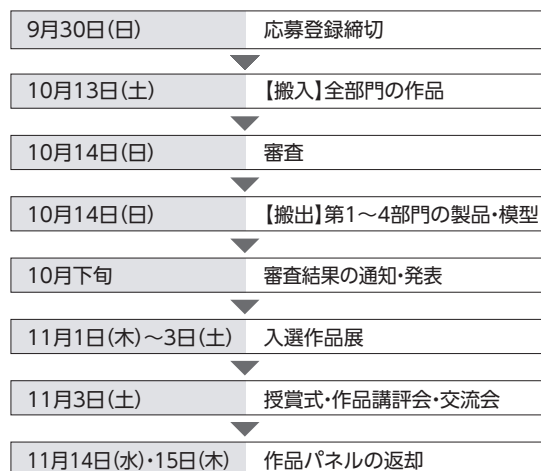 9月30日(日) 応募登録締切
10月13日(土) 【搬入】全部門の作品
10月14日(日) 審査
10月14日(日) 【搬出】第1～4部門の製品・模型
10月下旬 審査結果の通知・発表
11月1日(木)～3日(土) 入選作品展
11月3日(土) 授賞式・作品講評会・交流会
11月14日(水)・15日(木) 作品パネルの返却